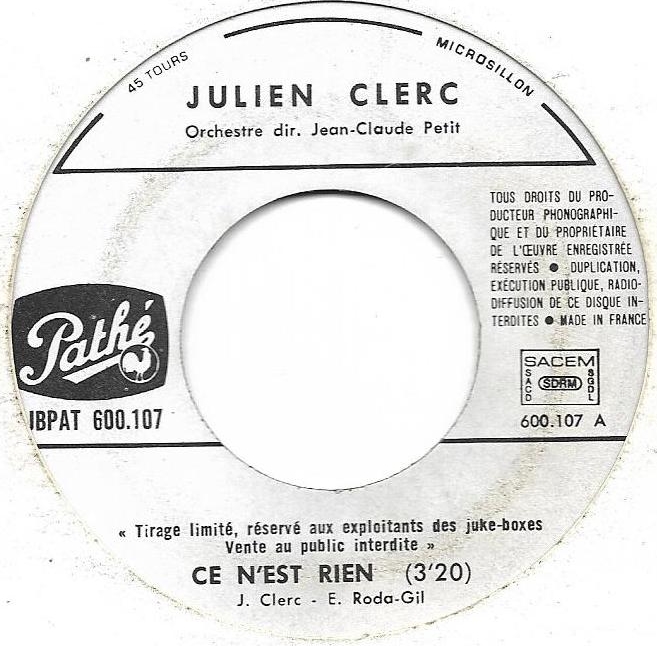 45 TOURS
MICROSILLON
JULIEN CLERC
Orchestre dir. Jean-Claude Petit
TOUS DROITS DU PRO-
DUCTEUR PHONOGRAPHI-
QUE ET DU PROPRIÉTAIRE
DE L'ŒUVRE ENREGISTRÉE
RÉSERVÉS ● DUPLICATION,
EXÉCUTION PUBLIQUE, RADIO-
DIFFUSION DE CE DISQUE IN-
TERDITES ● MADE IN FRANCE
Pathé
JBPAT 600.107
SACEM
SACD
SDRM
SGDL
600.107 A
« Tirage limité, réservé aux exploitants des juke-boxes
Vente au public interdite »
CE N'EST RIEN (3'20)
J. Clerc - E. Roda-Gil